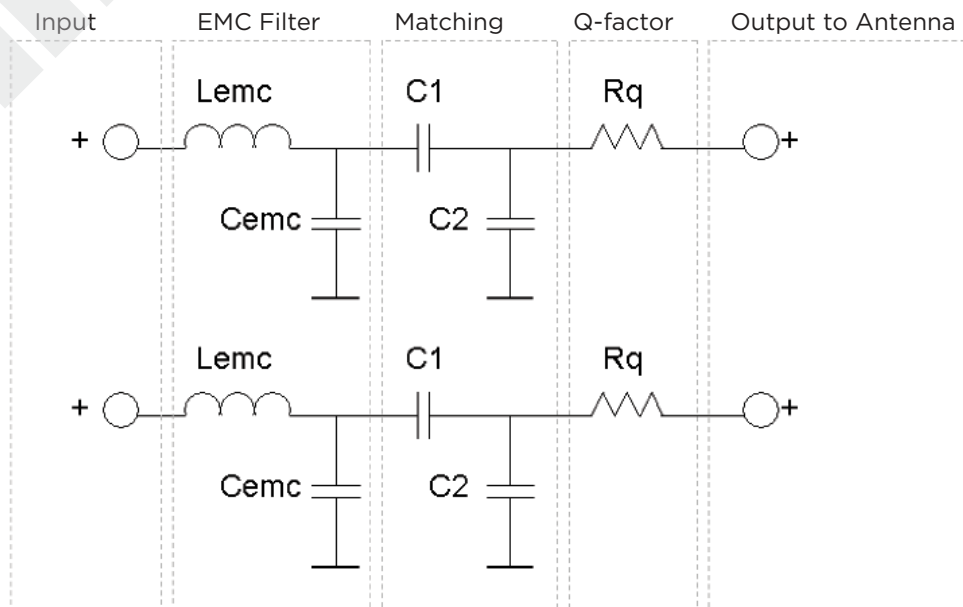 Input EMC Filter Matching Q-factor Output to Antenna
Lemc C1 Rq
+ +
Cemc C2
Lemc C1 Rq
+ +
Cemc C2